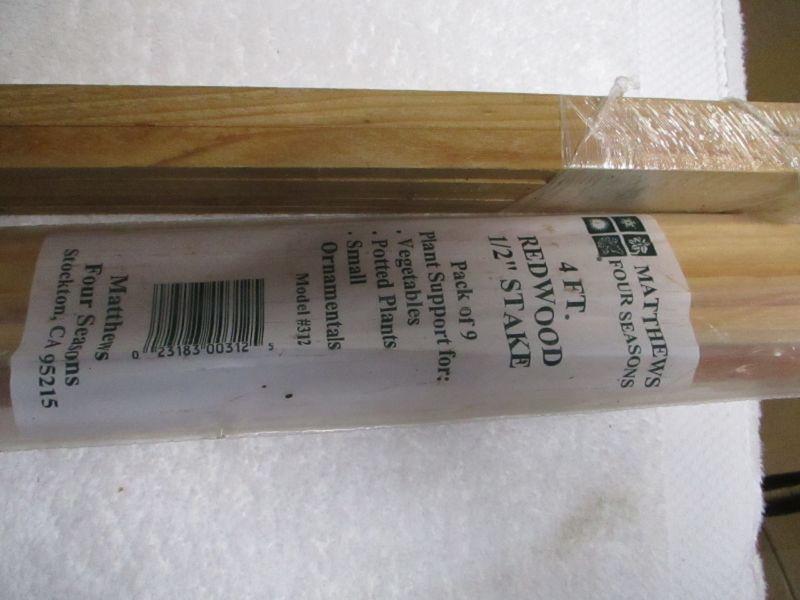 MATTHEWS
FOUR SEASONS
4 FT.
REDWOOD
1/2" STAKE
Pack of 9
Plant Support for:
. Vegetables
. Potted Plants
. Small
Ornamentals
Model #312
0 23183 00312 5
Matthews
Four Seasons
Stockton, CA 95215